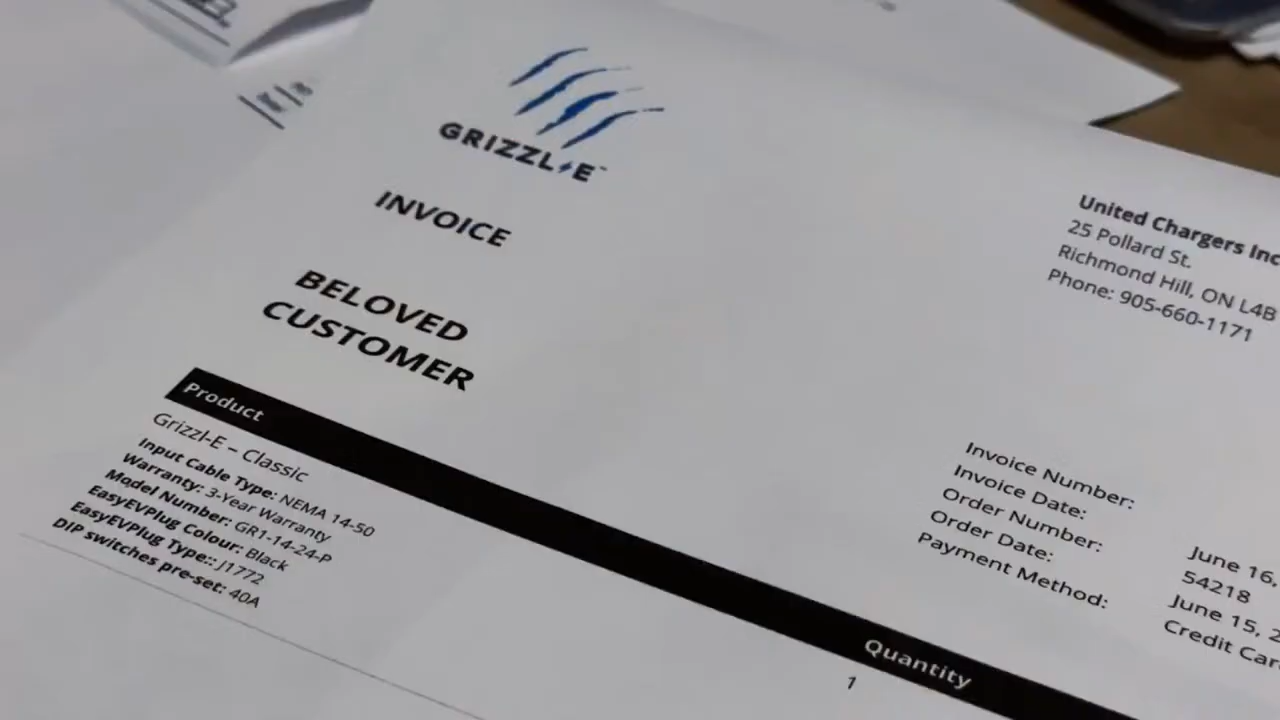 GRIZZL-E™
INVOICE
BELOVED
CUSTOMER
United Chargers Inc
25 Pollard St.
Richmond Hill, ON L4B
Phone: 905-660-1171
Invoice Number:
Invoice Date:
Order Number:
Order Date:
Payment Method:
June 16,
54218
June 15, 2
Credit Car
Product
Quantity
Grizzl-E – Classic
1
Input Cable Type: NEMA 14-50
Warranty: 3-Year Warranty
Model Number: GR1-14-24-P
EasyEVPlug Colour: Black
EasyEVPlug Type:: J1772
DIP switches pre-set: 40A